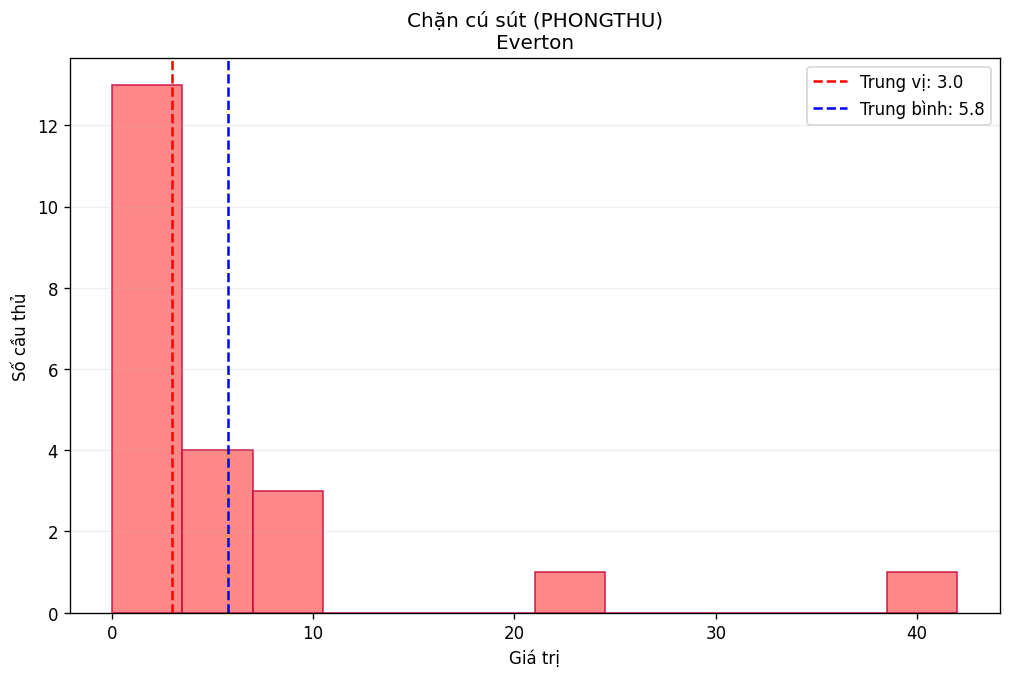 Chặn cú sút (PHONGTHU)
Everton
Trung vị: 3.0
Trung bình: 5.8
Số cầu thủ
12
10
8
6
4
2
0
0 10 20 30 40
Giá trị